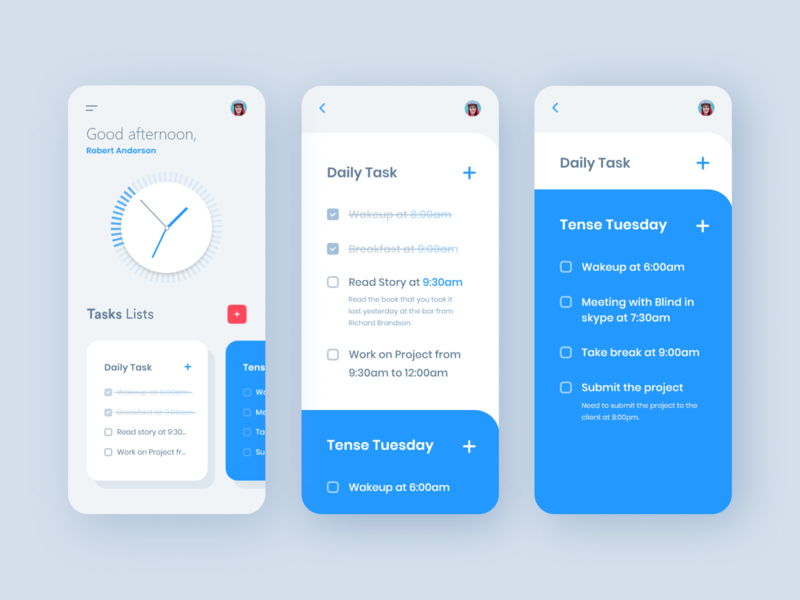 Good afternoon,
Robert Anderson
Tasks Lists
Daily Task
Wakeup at 8:00am
Breakfast at 9:00am
Read story at 9:30..
Work on Project fr..
Tens
Wa
Me
Ta
Su
Daily Task
Wakeup at 8:00am
Breakfast at 9:00am
Read Story at 9:30am
Read the book that you took it
last yesterday at the bar from
Richard Brandson.
Work on Project from
9:30am to 12:00am
Tense Tuesday
Wakeup at 6:00am
Daily Task
Tense Tuesday
Wakeup at 6:00am
Meeting with Blind in
skype at 7:30am
Take break at 9:00am
Submit the project
Need to submit the project to the
client at 8:00pm.